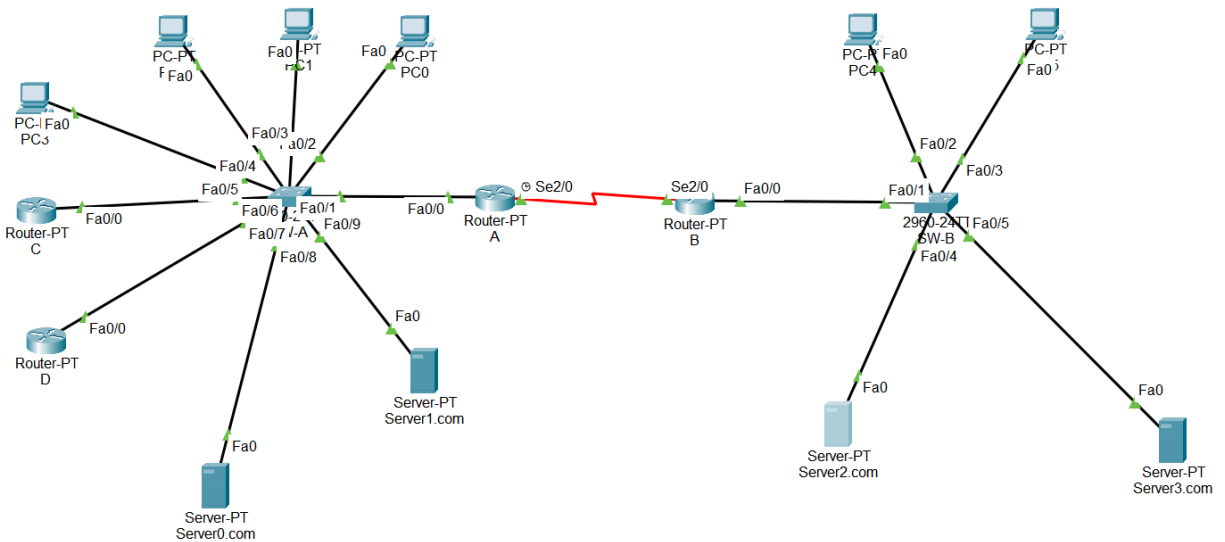 PC-PT
Fa0
Fa0
-PT
C1
Fa0
PC-PT
PC0
Fa0
PC3
Fa0/3
Fa0/2
Fa0/4
Fa0/5
Fa0/6
Fa0/1
Fa0/7
Fa0/9
Fa0/8
Fa0/0
Router-PT
C
Fa0/0
Router-PT
D
Fa0
Server-PT
Server0.com
Fa0
Server-PT
Server1.com
Fa0/0
Router-PT
A
Se2/0
Se2/0
Router-PT
B
Fa0/0
Fa0
PC4
PC-PT
Fa0
Fa0/2
Fa0/3
Fa0/1
2960-24TT
SW-B
Fa0/5
Fa0/4
Fa0
Server-PT
Server2.com
Fa0
Server-PT
Server3.com